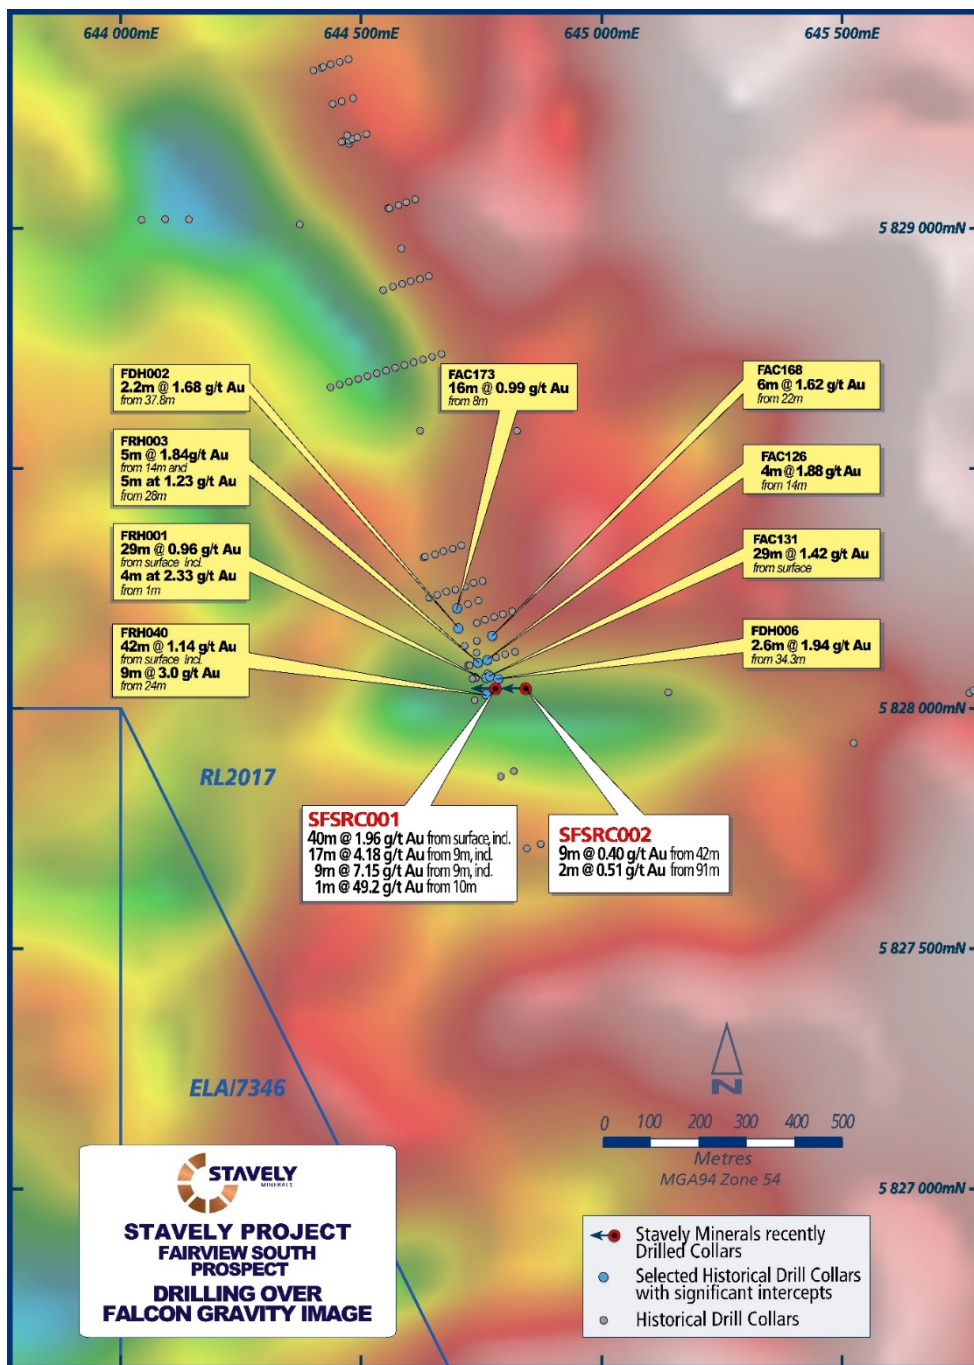 644 000mE
644 500mE
645 000mE
645 500mE
5 829 000mN
FDH002
2.2m @ 1.68 g/t Au
from 37.8m
FAC173
16m @ 0.99 g/t Au
from 8m
FAC168
6m @ 1.62 g/t Au
from 22m
FRH003
5m @ 1.84g/t Au
from 14m and
5m at 1.23 g/t Au
from 28m
FAC126
4m @ 1.88 g/t Au
from 14m
FRH001
29m @ 0.96 g/t Au
from surface incl.
4m at 2.33 g/t Au
from 1m
FAC131
29m @ 1.42 g/t Au
from surface
FRH040
42m @ 1.14 g/t Au
from surface incl.
9m @ 3.0 g/t Au
from 24m
FDH006
2.6m @ 1.94 g/t Au
from 34.3m
5 828 000mN
RL2017
SFSRC001
40m @ 1.96 g/t Au from surface, incl.
17m @ 4.18 g/t Au from 9m, incl.
9m @ 7.15 g/t Au from 9m, incl.
1m @ 49.2 g/t Au from 10m
SFSRC002
9m @ 0.40 g/t Au from 42m
2m @ 0.51 g/t Au from 91m
5 827 500mN
ELA/7346
N
0 100 200 300 400 500
Metres
MGA94 Zone 54
5 827 000mN
STAVELY
MINERALS
STAVELY PROJECT
FAIRVIEW SOUTH
PROSPECT
DRILLING OVER
FALCON GRAVITY IMAGE
Stavely Minerals recently
Drilled Collars
Selected Historical Drill Collars
with significant intercepts
Historical Drill Collars